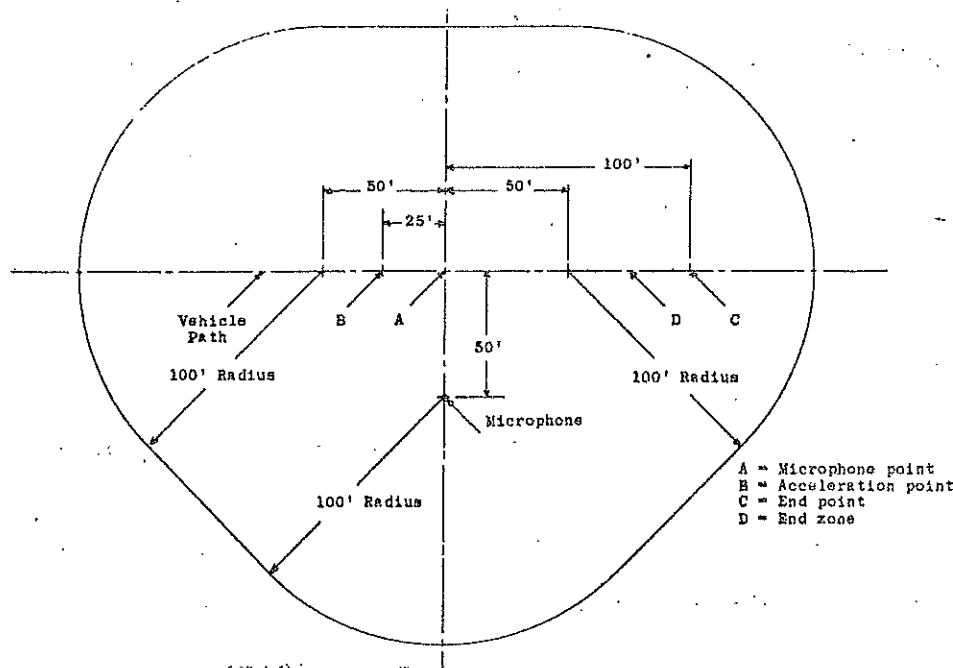 100'
50'
50'
25'
Vehicle
Path
B
A
D
C
50'
100' Radius
100' Radius
Microphone
100' Radius
A = Microphone point
B = Acceleration point
C = End point
D = End zone